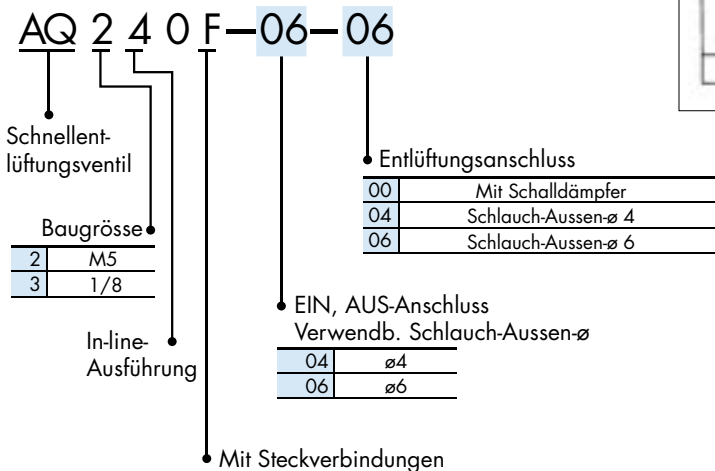 AQ 2 4 0 F-06-06
Schnellent-
lüftungsventil
Entlüftungsanschluss
00 Mit Schalldämpfer
04 Schlauch-Aussen-ø 4
06 Schlauch-Aussen-ø 6
Baugrösse
2 M5
3 1/8
EIN, AUS-Anschluss
Verwendb. Schlauch-Aussen-ø
04 ø4
06 ø6
In-line-
Ausführung
Mit Steckverbindungen